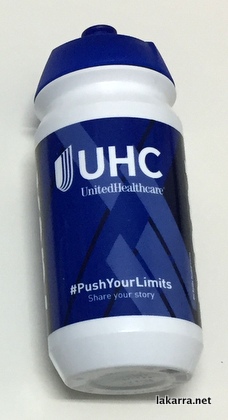 UHC
UnitedHealthcare
#PushYourLimits
Share your story
lakarra.net